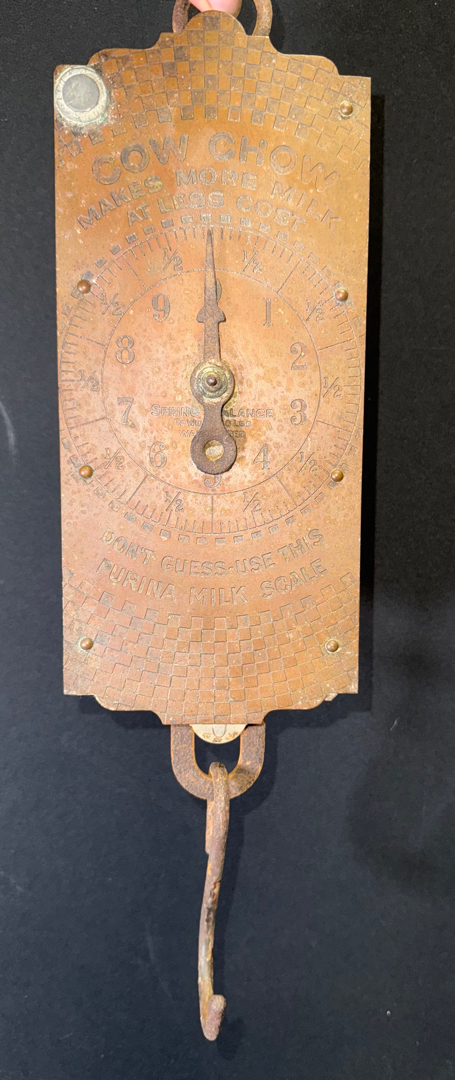 COW CHOW
MAKES MORE MILK
AT LESS COST
½ ½
½ 9 1 ½
8 2
½ ½
7 3
SPRING BALANCE
6 4
½ 5 ½
½ ½
DON'T GUESS-USE THIS
PURINA MILK SCALE